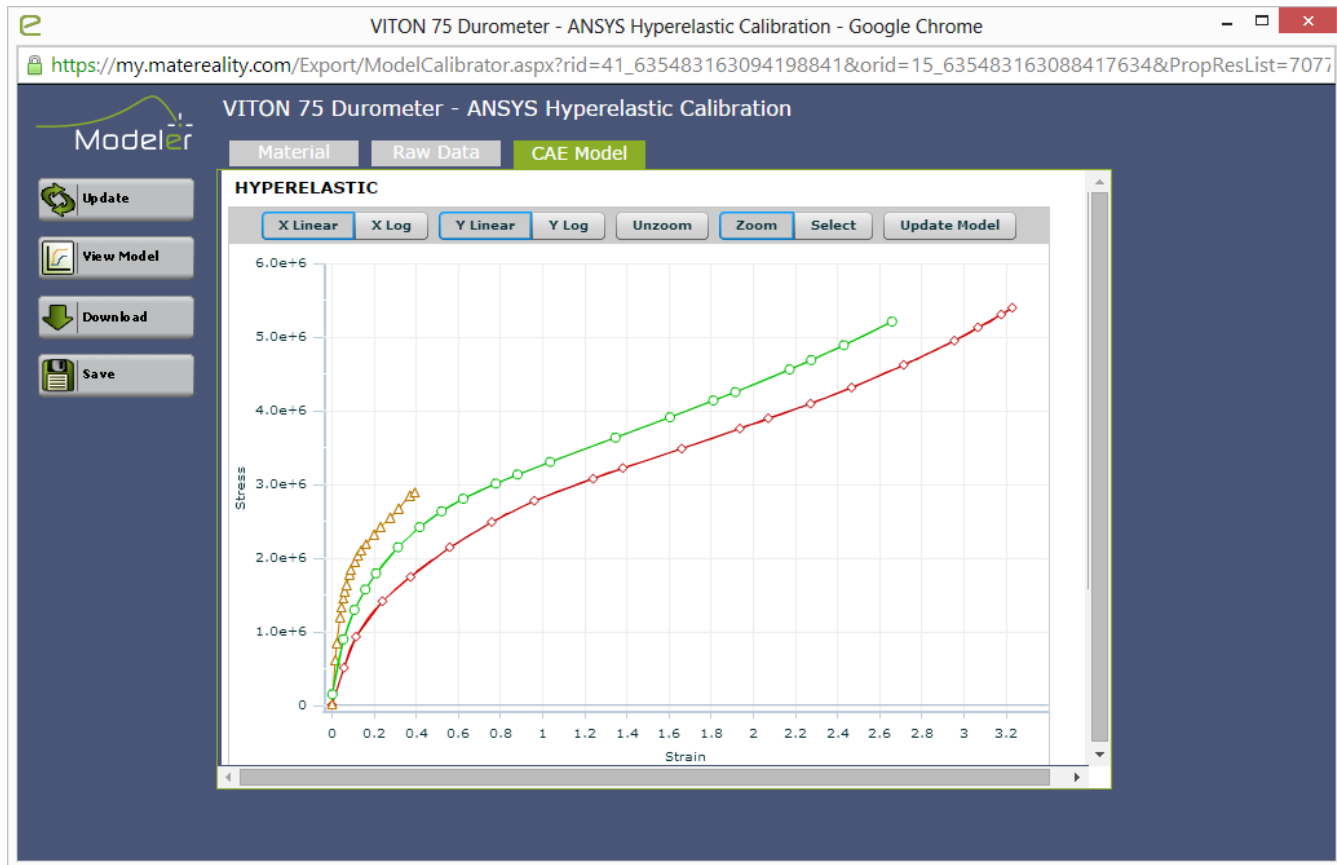 VITON 75 Durometer - ANSYS Hyperelastic Calibration - Google Chrome
https://my.matereality.com/Export/ModelCalibrator.aspx?rid=41_635483163094198841&orid=15_635483163088417634&PropResList=7077
Modeler
VITON 75 Durometer - ANSYS Hyperelastic Calibration
Material Raw Data CAE Model
Update
View Model
Download
Save
HYPERELASTIC
X Linear X Log Y Linear Y Log Unzoom Zoom Select Update Model
6.0e+6
5.0e+6
4.0e+6
3.0e+6
2.0e+6
1.0e+6
0
Stress
0 0.2 0.4 0.6 0.8 1 1.2 1.4 1.6 1.8 2 2.2 2.4 2.6 2.8 3 3.2
Strain